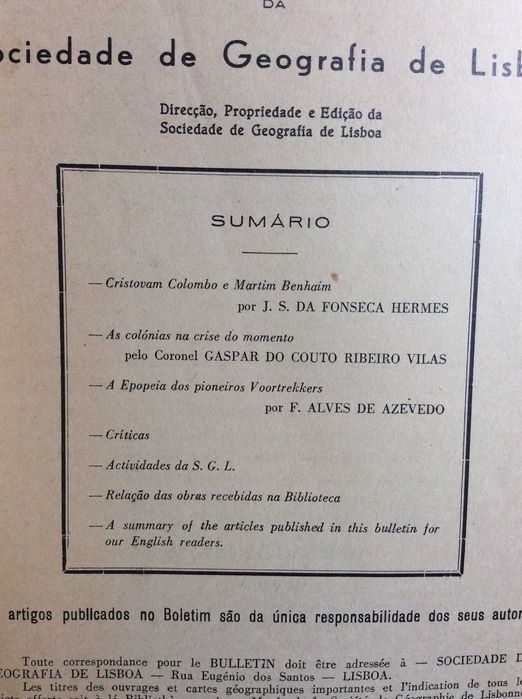 DA
ociedade de Geografia de Lisb
Direcção, Propriedade e Edição da
Sociedade de Geografia de Lisboa
SUMÁRIO
— Cristovam Colombo e Martim Benhaim
por J. S. DA FONSECA HERMES
— As colónias na crise do momento
pelo Coronel GASPAR DO COUTO RIBEIRO VILAS
— A Epopeia dos pioneiros Voortrekkers
por F. ALVES DE AZEVEDO
— Críticas
— Actividades da S. G. L.
— Relação das obras recebidas na Biblioteca
— A summary of the articles published in this bulletin for
our English readers.
artigos publicados no Boletim são da única responsabilidade dos seus autor
Toute correspondance pour le BULLETIN doit être adressée à — SOCIEDADE D
EOGRAFIA DE LISBOA — Rua Eugénio dos Santos — LISBOA.
Les titres des ouvrages et cartes géographiques importantes et l'indication de tous le